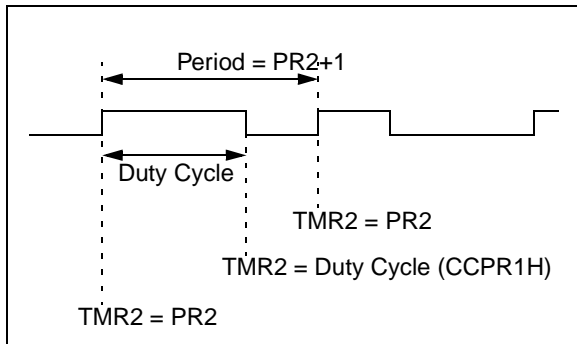 Period = PR2+1
Duty Cycle
TMR2 = PR2
TMR2 = Duty Cycle (CCPR1H)
TMR2 = PR2